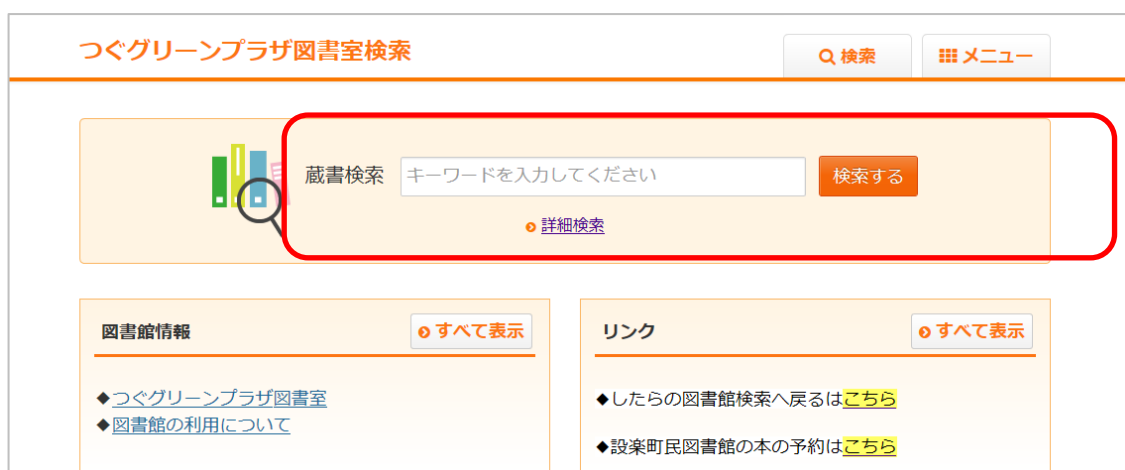 つぐグリーンプラザ図書室検索
検索
メニュー
蔵書検索 キーワードを入力してください 検索する
詳細検索
図書館情報 すべて表示
◆つぐグリーンプラザ図書室
◆図書館の利用について
リンク すべて表示
◆したらの図書館検索へ戻るはこちら
◆設楽町民図書館の本の予約はこちら